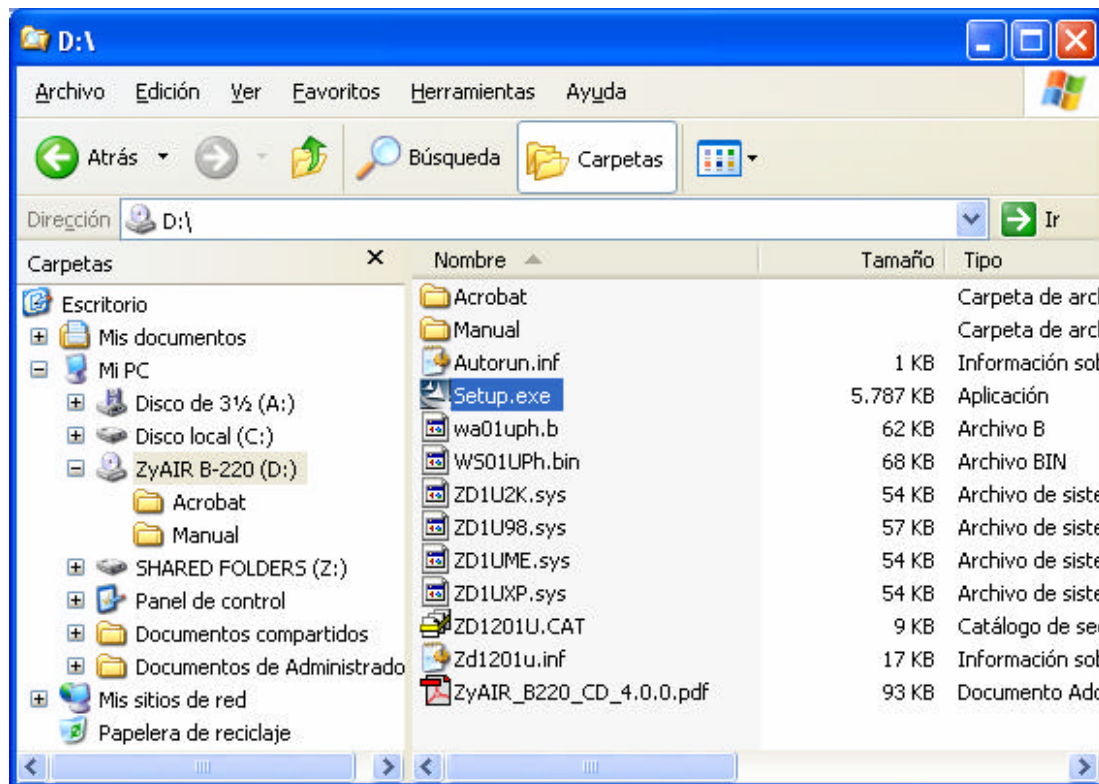 D:\
Archivo Edición Ver Favoritos Herramientas Ayuda
Atrás Búsqueda Carpetas
Dirección D:\ Ir
Carpetas
Escritorio
Mis documentos
Mi PC
Disco de 3½ (A:)
Disco local (C:)
ZyAIR B-220 (D:)
Acrobat
Manual
SHARED FOLDERS (Z:)
Panel de control
Documentos compartidos
Documentos de Administrado
Mis sitios de red
Papelera de reciclaje
Nombre Tamaño Tipo
Acrobat Carpeta de arc
Manual Carpeta de arc
Autorun.inf 1 KB Información sol
Setup.exe 5.787 KB Aplicación
wa01uph.b 62 KB Archivo B
WS01UPh.bin 68 KB Archivo BIN
ZD1U2K.sys 54 KB Archivo de siste
ZD1U98.sys 57 KB Archivo de siste
ZD1UME.sys 54 KB Archivo de siste
ZD1UXP.sys 54 KB Archivo de siste
ZD1201U.CAT 9 KB Catálogo de se
Zd1201u.inf 17 KB Información sol
ZyAIR_B220_CD_4.0.0.pdf 93 KB Documento Ado